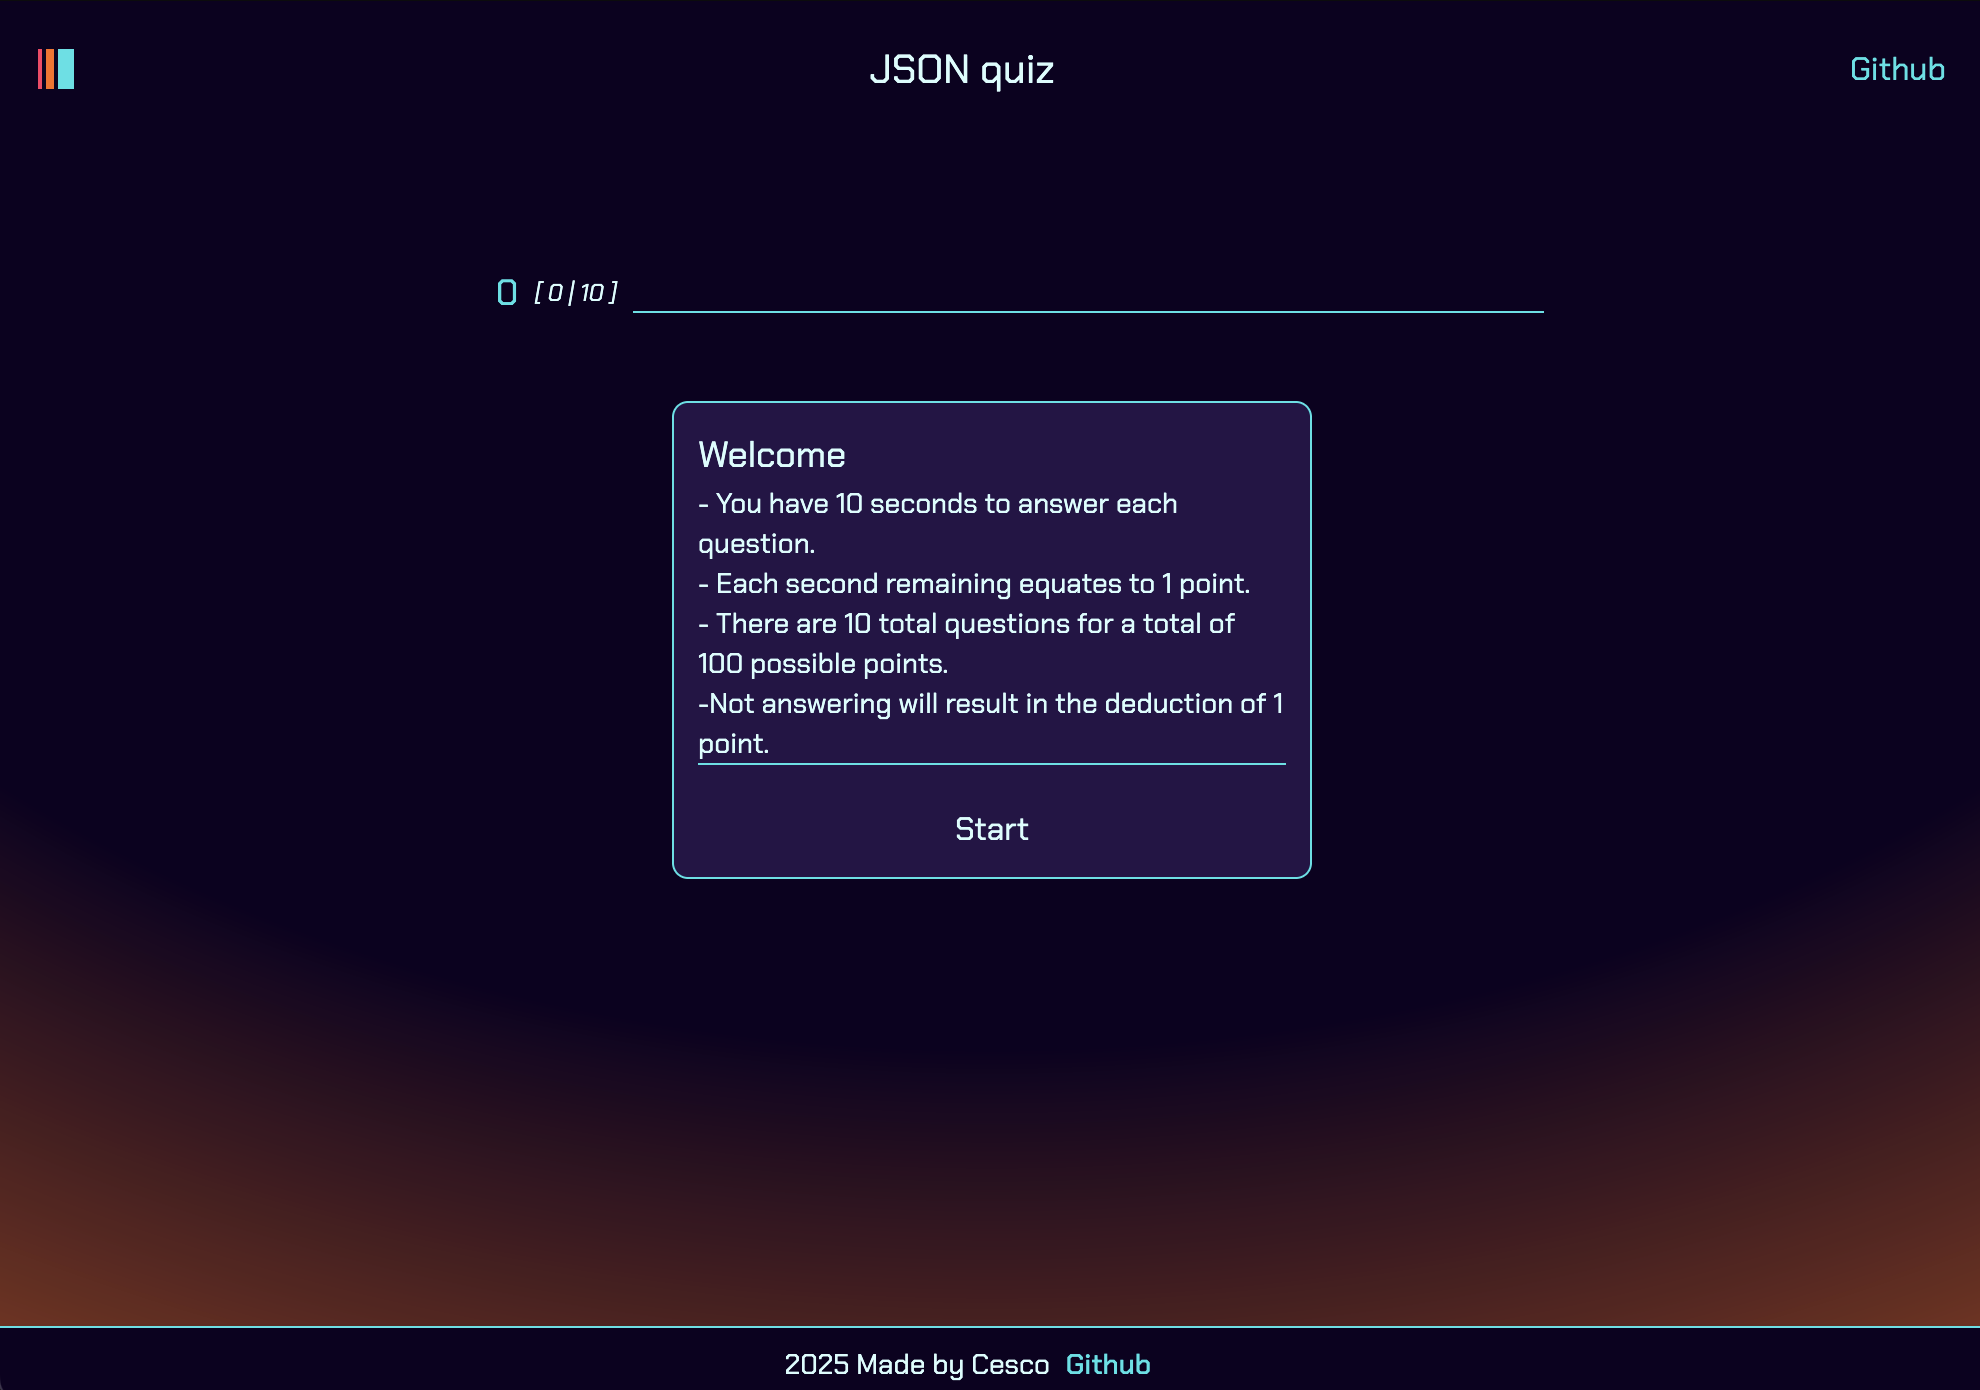 JSON quiz
Github
0 [ 0 | 10 ]
Welcome
- You have 10 seconds to answer each
question.
- Each second remaining equates to 1 point.
- There are 10 total questions for a total of
100 possible points.
-Not answering will result in the deduction of 1
point.
Start
2025 Made by Cesco Github